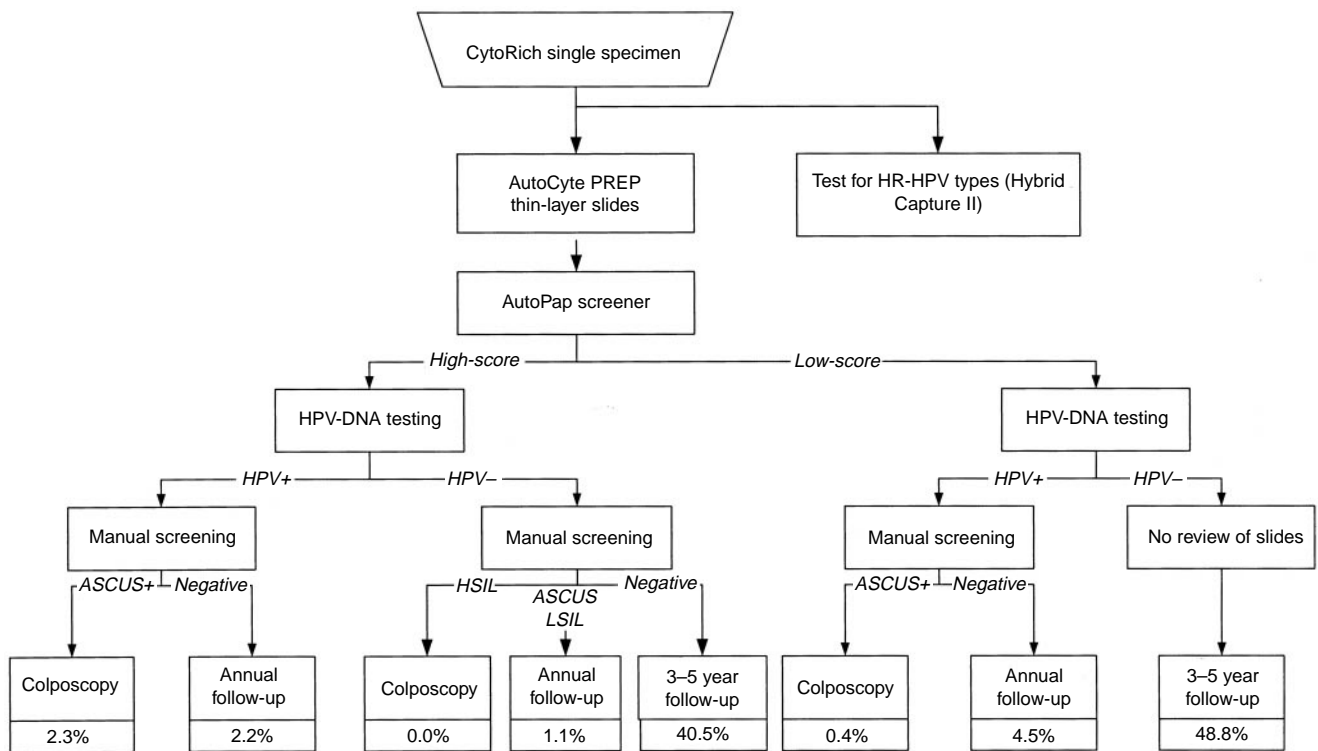 CytoRich single specimen
AutoCyte PREP
thin-layer slides
Test for HR-HPV types (Hybrid
Capture II)
AutoPap screener
High-score
Low-score
HPV-DNA testing
HPV-DNA testing
HPV+
HPV–
HPV+
HPV–
Manual screening
Manual screening
Manual screening
No review of slides
ASCUS+
Negative
HSIL
ASCUS
LSIL
Negative
ASCUS+
Negative
Colposcopy
2.3%
Annual
follow-up
2.2%
Colposcopy
0.0%
Annual
follow-up
1.1%
3–5 year
follow-up
40.5%
Colposcopy
0.4%
Annual
follow-up
4.5%
3–5 year
follow-up
48.8%